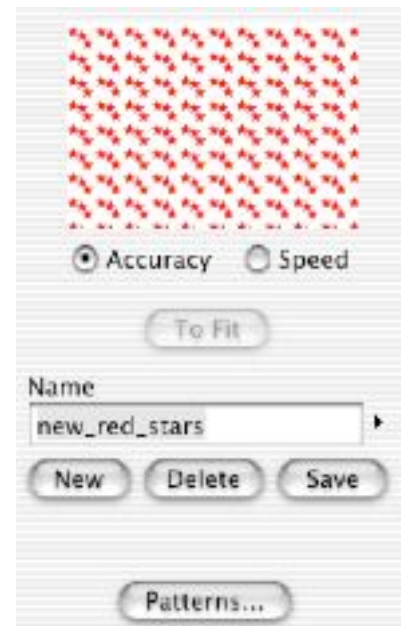 Accuracy Speed
To Fit
Name
new_red_stars
New Delete Save
Patterns...